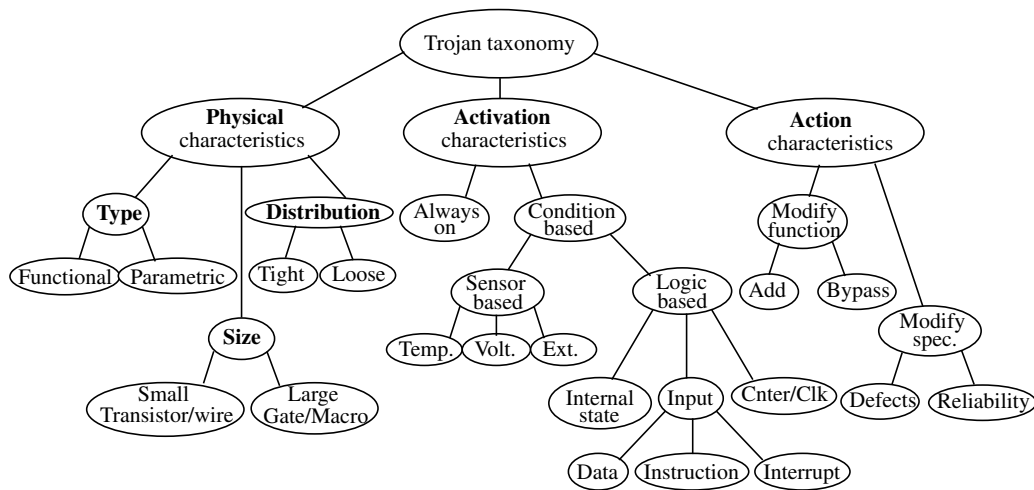 Trojan taxonomy
Physical
characteristics
Activation
characteristics
Action
characteristics
Type
Distribution
Always
on
Condition
based
Modify
function
Functional
Parametric
Tight
Loose
Sensor
based
Logic
based
Add
Bypass
Size
Temp.
Volt.
Ext.
Modify
spec.
Small
Transistor/wire
Large
Gate/Macro
Internal
state
Input
Cnter/Clk
Defects
Reliability
Data
Instruction
Interrupt